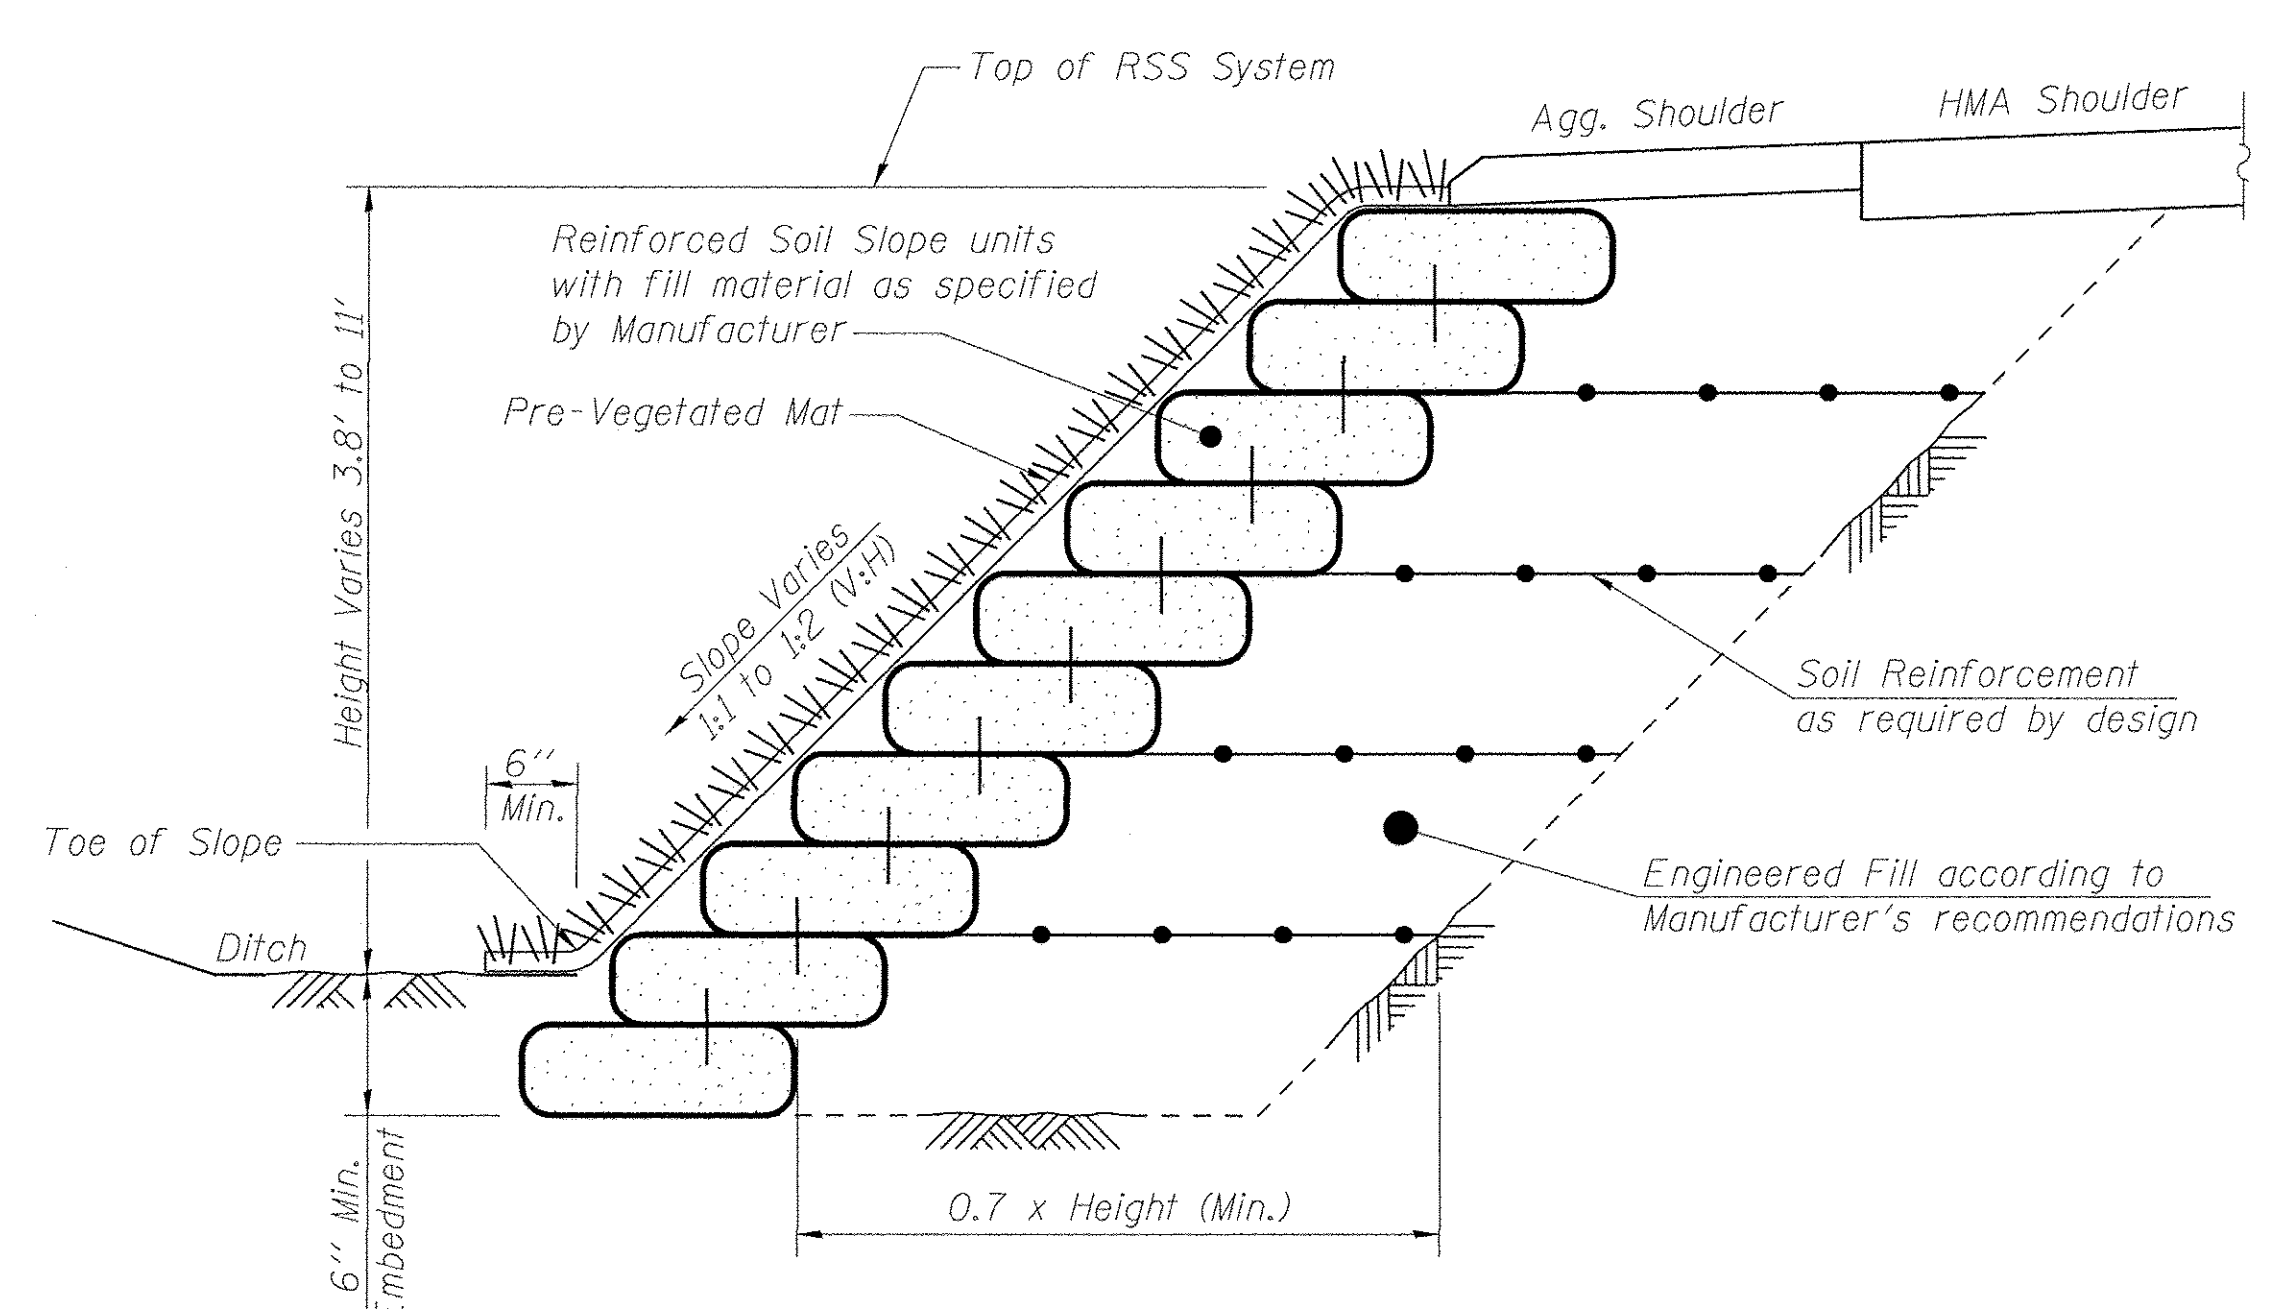 Top of RSS System
Agg. Shoulder
HMA Shoulder
Reinforced Soil Slope units
with fill material as specified
by Manufacturer
Pre-Vegetated Mat
Height Varies 3.8' to 11'
Slope Varies
1:1 to 1:2 (V:H)
6"
Min.
Toe of Slope
Ditch
Soil Reinforcement
as required by design
Engineered Fill according to
Manufacturer's recommendations
0.7 x Height (Min.)
6" Min.